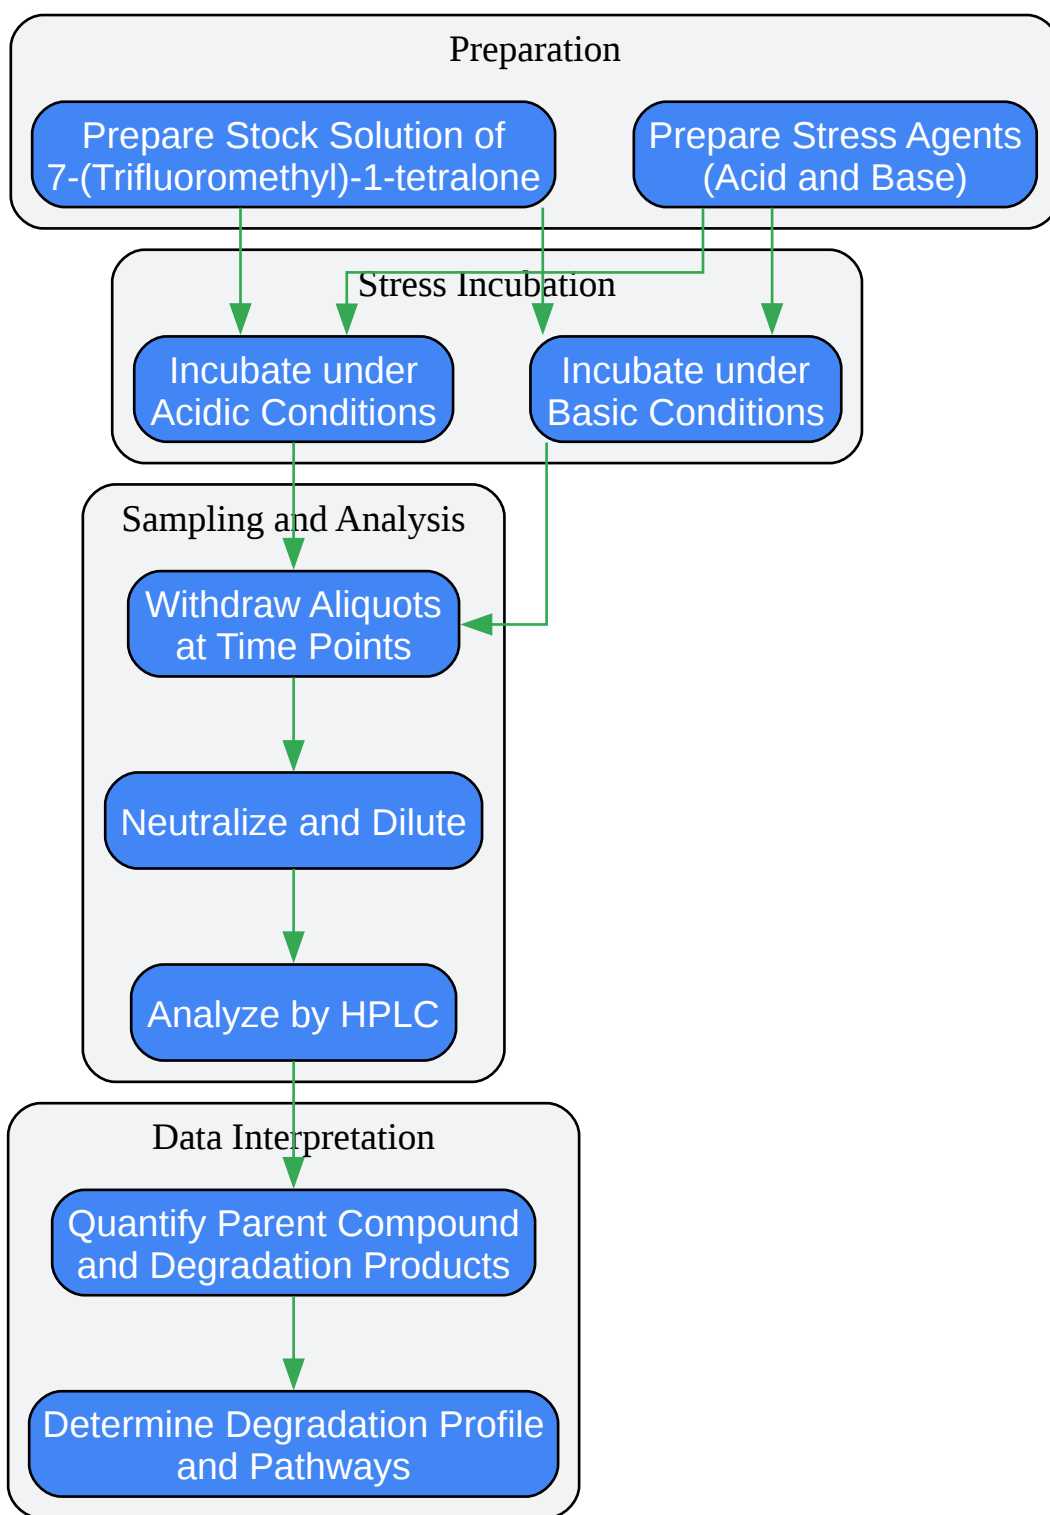 Preparation
Prepare Stock Solution of
7-(Trifluoromethyl)-1-tetralone
Prepare Stress Agents
(Acid and Base)
Stress Incubation
Incubate under
Acidic Conditions
Incubate under
Basic Conditions
Sampling and Analysis
Withdraw Aliquots
at Time Points
Neutralize and Dilute
Analyze by HPLC
Data Interpretation
Quantify Parent Compound
and Degradation Products
Determine Degradation Profile
and Pathways